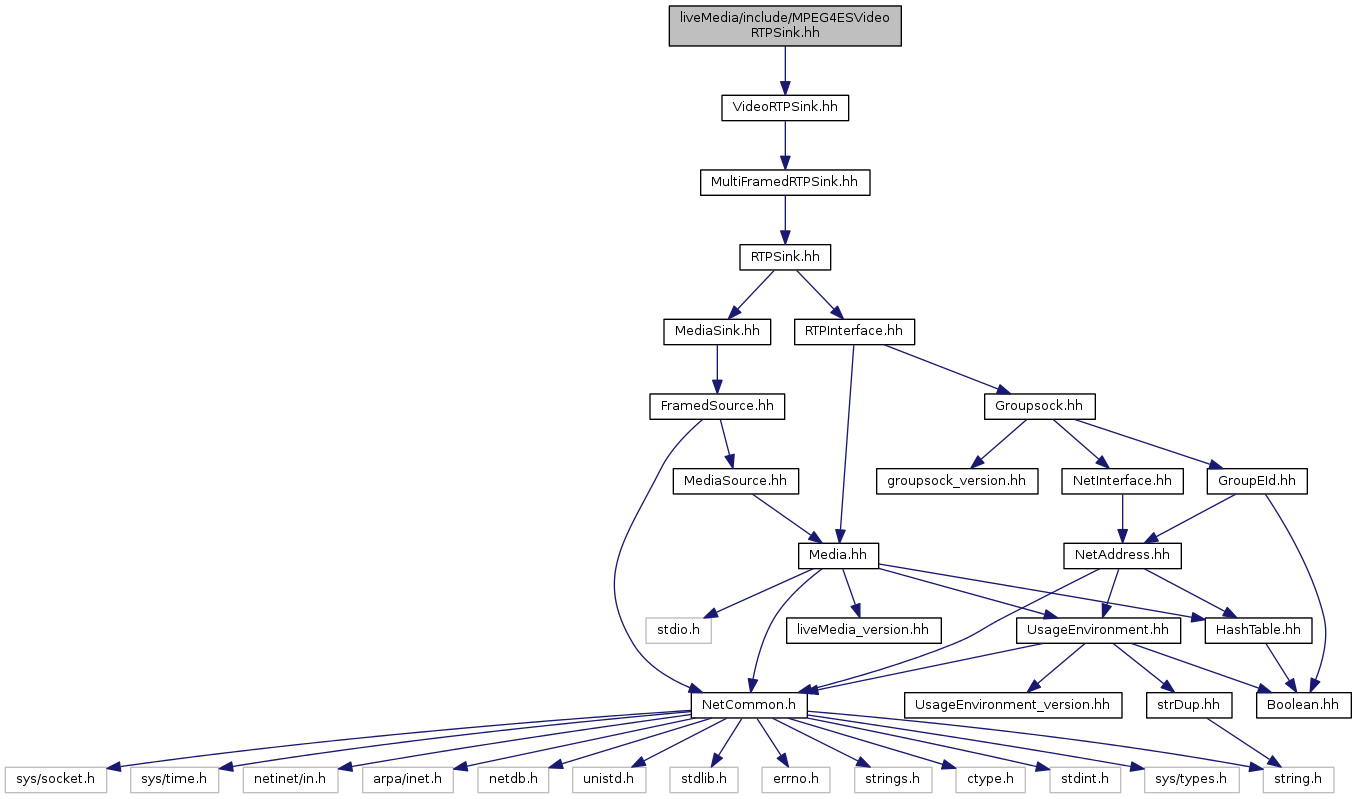 liveMedia/include/MPEG4ESVideo
RTPSink.hh
VideoRTPSink.hh
MultiFramedRTPSink.hh
RTPSink.hh
MediaSink.hh
RTPInterface.hh
FramedSource.hh
Groupsock.hh
MediaSource.hh
groupsock_version.hh
NetInterface.hh
GroupEId.hh
Media.hh
NetAddress.hh
stdio.h
liveMedia_version.hh
UsageEnvironment.hh
HashTable.hh
NetCommon.h
UsageEnvironment_version.hh
strDup.hh
Boolean.hh
sys/socket.h
sys/time.h
netinet/in.h
arpa/inet.h
netdb.h
unistd.h
stdlib.h
errno.h
strings.h
ctype.h
stdint.h
sys/types.h
string.h